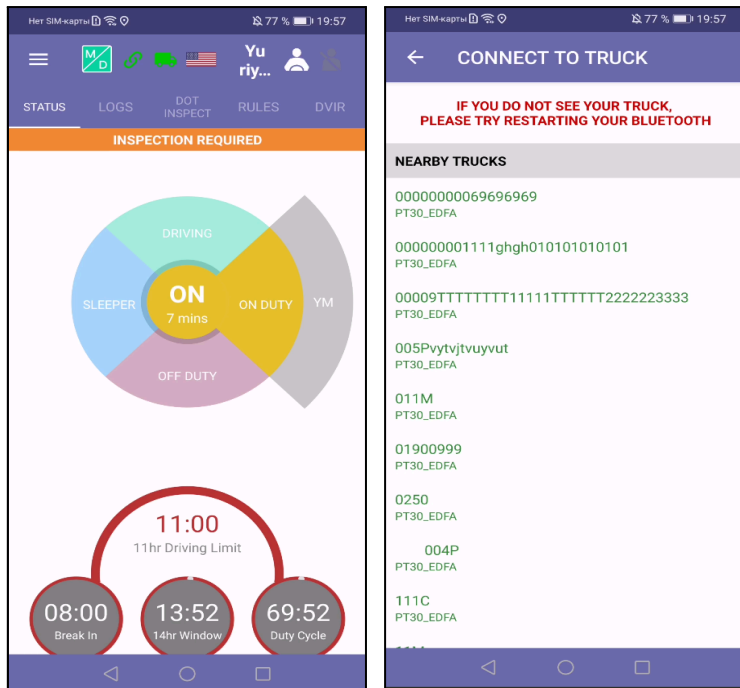 Нет SIM-карты 77 % 19:57
M/D
Yu
riy...
STATUS LOGS DOT INSPECT RULES DVIR
INSPECTION REQUIRED
DRIVING
SLEEPER
ON
7 mins
ON DUTY
YM
OFF DUTY
11:00
11hr Driving Limit
08:00
Break In
13:52
14hr Window
69:52
Duty Cycle
Нет SIM-карты 77 % 19:57
CONNECT TO TRUCK
IF YOU DO NOT SEE YOUR TRUCK,
PLEASE TRY RESTARTING YOUR BLUETOOTH
NEARBY TRUCKS
00000000069696969
PT30_EDFA
000000001111ghgh010101010101
PT30_EDFA
00009TTTTTTTT11111TTTTTT2222223333
PT30_EDFA
005Pvytvjtvuyvut
PT30_EDFA
011M
PT30_EDFA
01900999
PT30_EDFA
0250
PT30_EDFA
004P
PT30_EDFA
111C
PT30_EDFA